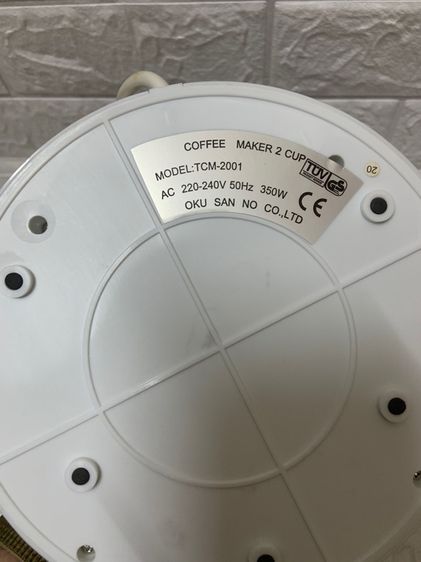 COFFEE MAKER 2 CUP
MODEL:TCM-2001
AC 220-240V 50Hz 350W
OKU SAN NO CO.,LTD
TÜV
GS
CE
20